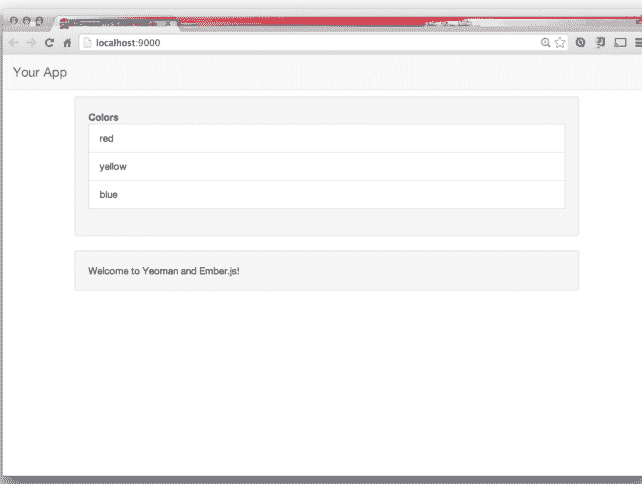 localhost:9000
Your App
Colors
red
yellow
blue
Welcome to Yeoman and Ember.js!